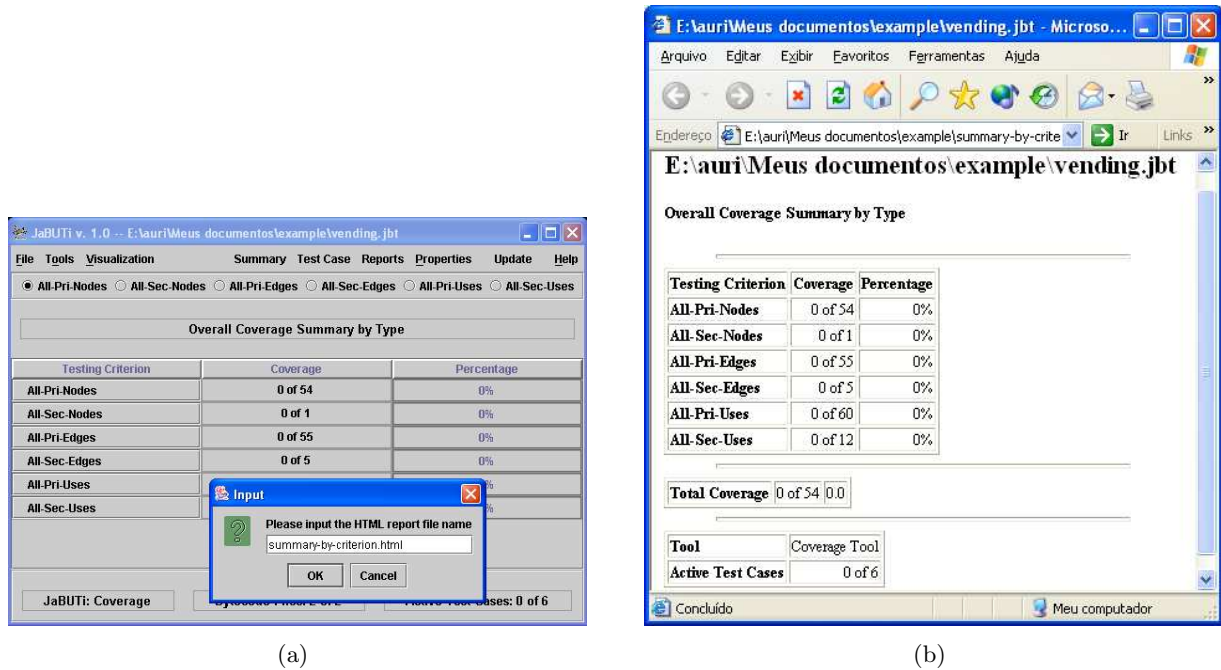 JaBUTi v. 1.0 -- E:\auri\Meus documentos\example\vending.jbt
File Tools Visualization Summary Test Case Reports Properties Update Help
All-Pri-Nodes All-Sec-Nodes All-Pri-Edges All-Sec-Edges All-Pri-Uses All-Sec-Uses
Overall Coverage Summary by Type
Testing Criterion Coverage Percentage
All-Pri-Nodes 0 of 54 0%
All-Sec-Nodes 0 of 1 0%
All-Pri-Edges 0 of 55 0%
All-Sec-Edges 0 of 5 0%
All-Pri-Uses
All-Sec-Uses
Input
Please input the HTML report file name
summary-by-criterion.html
OK Cancel
JaBUTi: Coverage
(a)
E:\auri\Meus documentos\example\vending.jbt - Microso...
Arquivo Editar Exibir Favoritos Ferramentas Ajuda
Endereço E:\auri\Meus documentos\example\summary-by-crite Ir Links
E:\auri\Meus documentos\example\vending.jbt
Overall Coverage Summary by Type
Testing Criterion Coverage Percentage
All-Pri-Nodes 0 of 54 0%
All-Sec-Nodes 0 of 1 0%
All-Pri-Edges 0 of 55 0%
All-Sec-Edges 0 of 5 0%
All-Pri-Uses 0 of 60 0%
All-Sec-Uses 0 of 12 0%
Total Coverage 0 of 54 0.0
Tool Coverage Tool
Active Test Cases 0 of 6
Concluído Meu computador
(b)